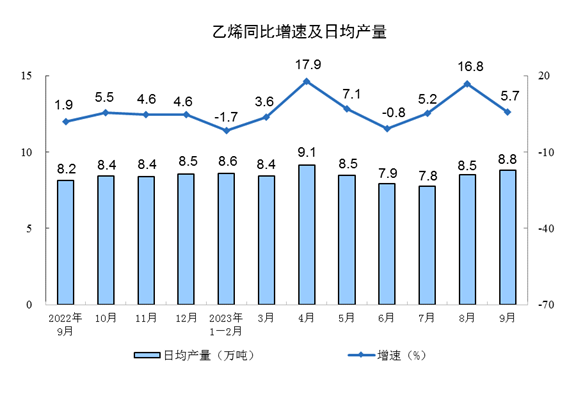 乙烯同比增速及日均产量
15
10
5
0
20
-10
-40
-70
1.9
5.5
4.6
4.6
-1.7
3.6
17.9
7.1
-0.8
5.2
16.8
5.7
8.2
8.4
8.4
8.5
8.6
8.4
9.1
8.5
7.9
7.8
8.5
8.8
2022年
9月
10月
11月
12月
2023年
1—2月
3月
4月
5月
6月
7月
8月
9月
日均产量（万吨）
增速（%）